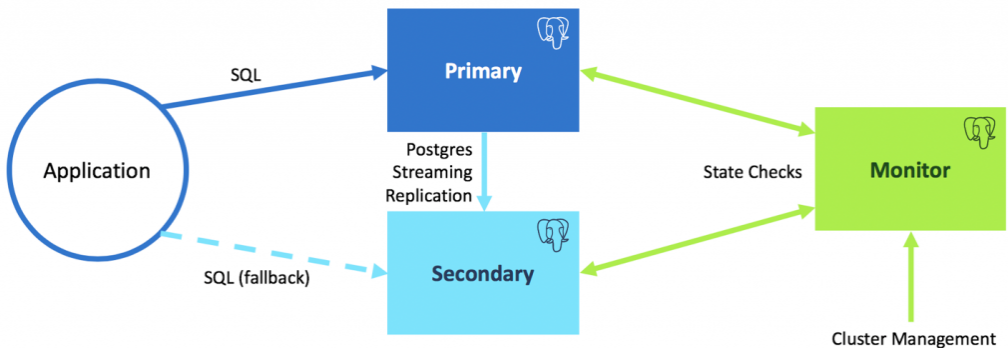 SQL
Primary
Application
Postgres
Streaming
Replication
State Checks
Monitor
SQL (fallback)
Secondary
Cluster Management